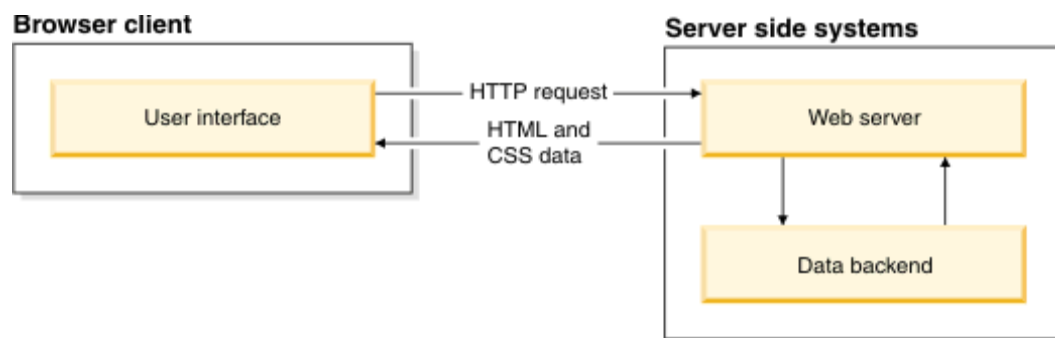 Browser client
Server side systems
User interface
HTTP request
Web server
HTML and
CSS data
Data backend